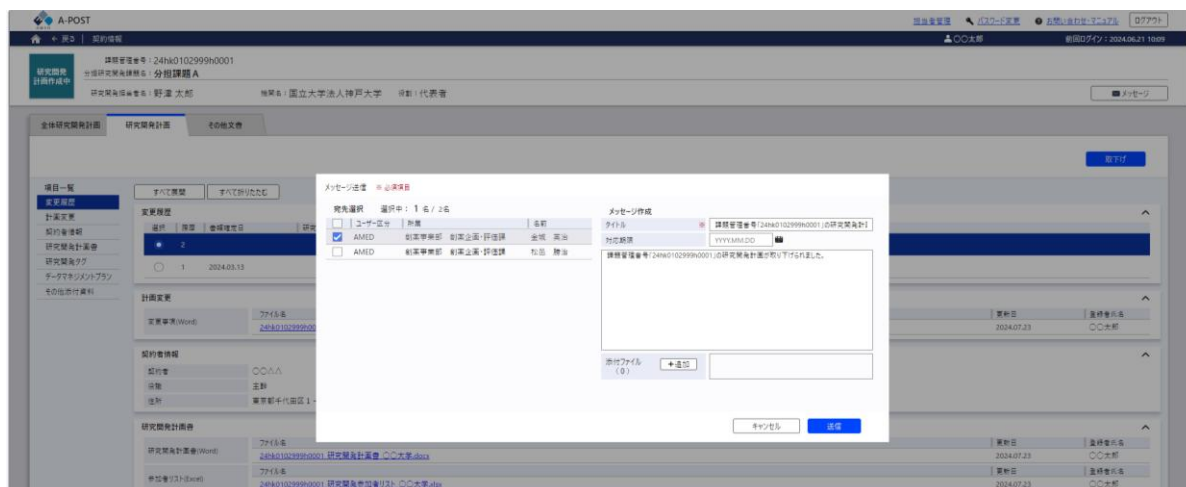 A-POST
担当者管理 パスワード変更 お問い合わせ・マニュアル ログアウト
← 戻る | 契約情報 〇〇太郎 前回ログイン：2024.06.21 10:09
研究開発
計画作成中
課題管理番号：24hk0102999h0001
分担研究開発課題名：分担課題A
研究開発担当者名：野津 太郎 機関名：国立大学法人神戸大学 役割：代表者
メッセージ
全体研究開発計画 研究開発計画 その他文書
取下げ
項目一覧
変更履歴
計画変更
契約者情報
研究開発計画書
研究開発タグ
データマネジメントプラン
その他添付資料
すべて展開 すべて折りたたむ
変更履歴
選択 版深 登録確定日 研究
2
1 2024.03.13
計画変更
変更事項(Word)
ファイル名 更新日 登録者氏名
24hk0102999h00 2024.07.23 〇〇太郎
契約者情報
契約者 〇〇△△
役職 主幹
住所 東京都千代田区1-
研究開発計画書
研究開発計画書(Word)
ファイル名 更新日 登録者氏名
24hk0102999h0001_研究開発計画書_〇〇大学.docx 2024.07.23 〇〇太郎
参加者リスト(Excel)
ファイル名 更新日 登録者氏名
24hk0102999h0001_研究開発参加者リスト_〇〇大学.xlsx 2024.07.23 〇〇太郎
メッセージ送信 ※ 必須項目
宛先選択 選択中： 1 名 / 2名
ユーザー区分 所属 名前
AMED 創薬事業部 創薬企画・評価課 金城 英治
AMED 創薬事業部 創薬企画・評価課 松島 勝治
メッセージ作成
タイトル ※ 課題管理番号「24hk0102999h0001」の研究開発計画
対応期限 YYYY.MM.DD
課題管理番号「24hk0102999h0001」の研究開発計画が取り下げられました。
添付ファイル
(0)
+追加
キャンセル 送信